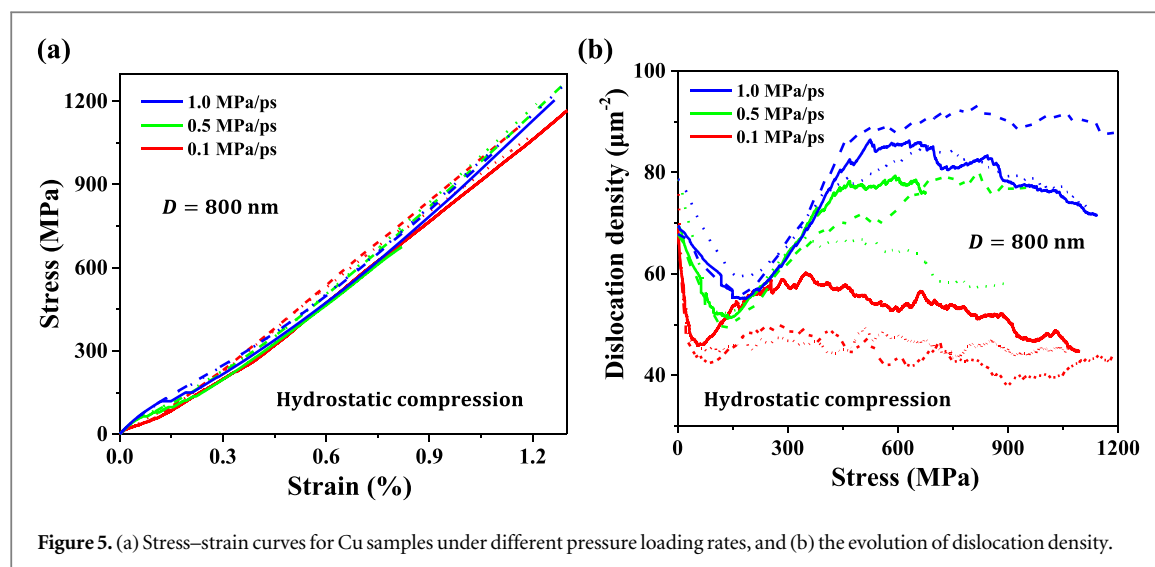 (a)
1200
900
600
300
0
Stress (MPa)
1.0 MPa/ps
0.5 MPa/ps
0.1 MPa/ps
D = 800 nm
Hydrostatic compression
0.0 0.3 0.6 0.9 1.2
Strain (%)
(b)
100
80
60
40
Dislocation density (μm⁻²)
1.0 MPa/ps
0.5 MPa/ps
0.1 MPa/ps
D = 800 nm
Hydrostatic compression
0 300 600 900 1200
Stress (MPa)
Figure 5. (a) Stress–strain curves for Cu samples under different pressure loading rates, and (b) the evolution of dislocation density.